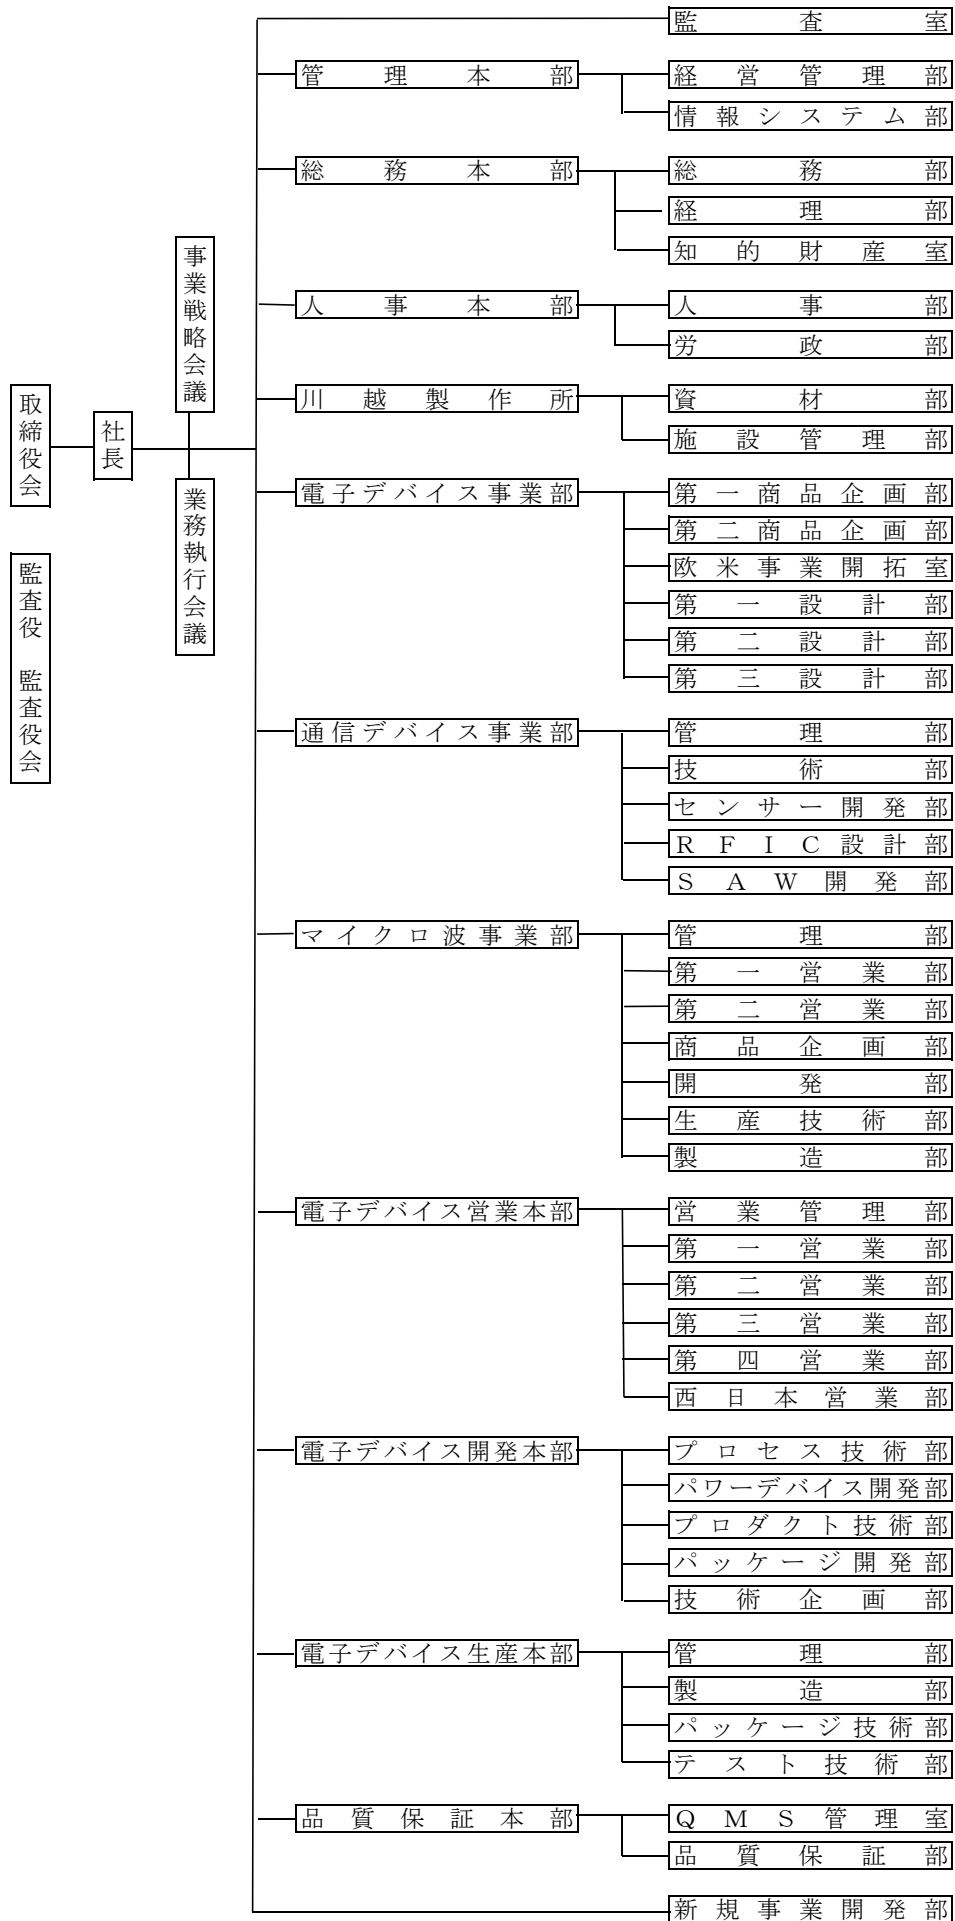 取締役会
監査役 監査役会
社長
事業戦略会議
業務執行会議
監査室
管理本部
経営管理部
情報システム部
総務本部
総務部
経理部
知的財産室
人事本部
人事部
労政部
川越製作所
資材部
施設管理部
電子デバイス事業部
第一商品企画部
第二商品企画部
欧米事業開拓室
第一設計部
第二設計部
第三設計部
通信デバイス事業部
管理部
技術部
センサー開発部
RFIC設計部
SAW開発部
マイクロ波事業部
管理部
第一営業部
第二営業部
商品企画部
開発部
生産技術部
製造部
電子デバイス営業本部
営業管理部
第一営業部
第二営業部
第三営業部
第四営業部
西日本営業部
電子デバイス開発本部
プロセス技術部
パワーデバイス開発部
プロダクト技術部
パッケージ開発部
技術企画部
電子デバイス生産本部
管理部
製造部
パッケージ技術部
テスト技術部
品質保証本部
QMS管理室
品質保証部
新規事業開発部